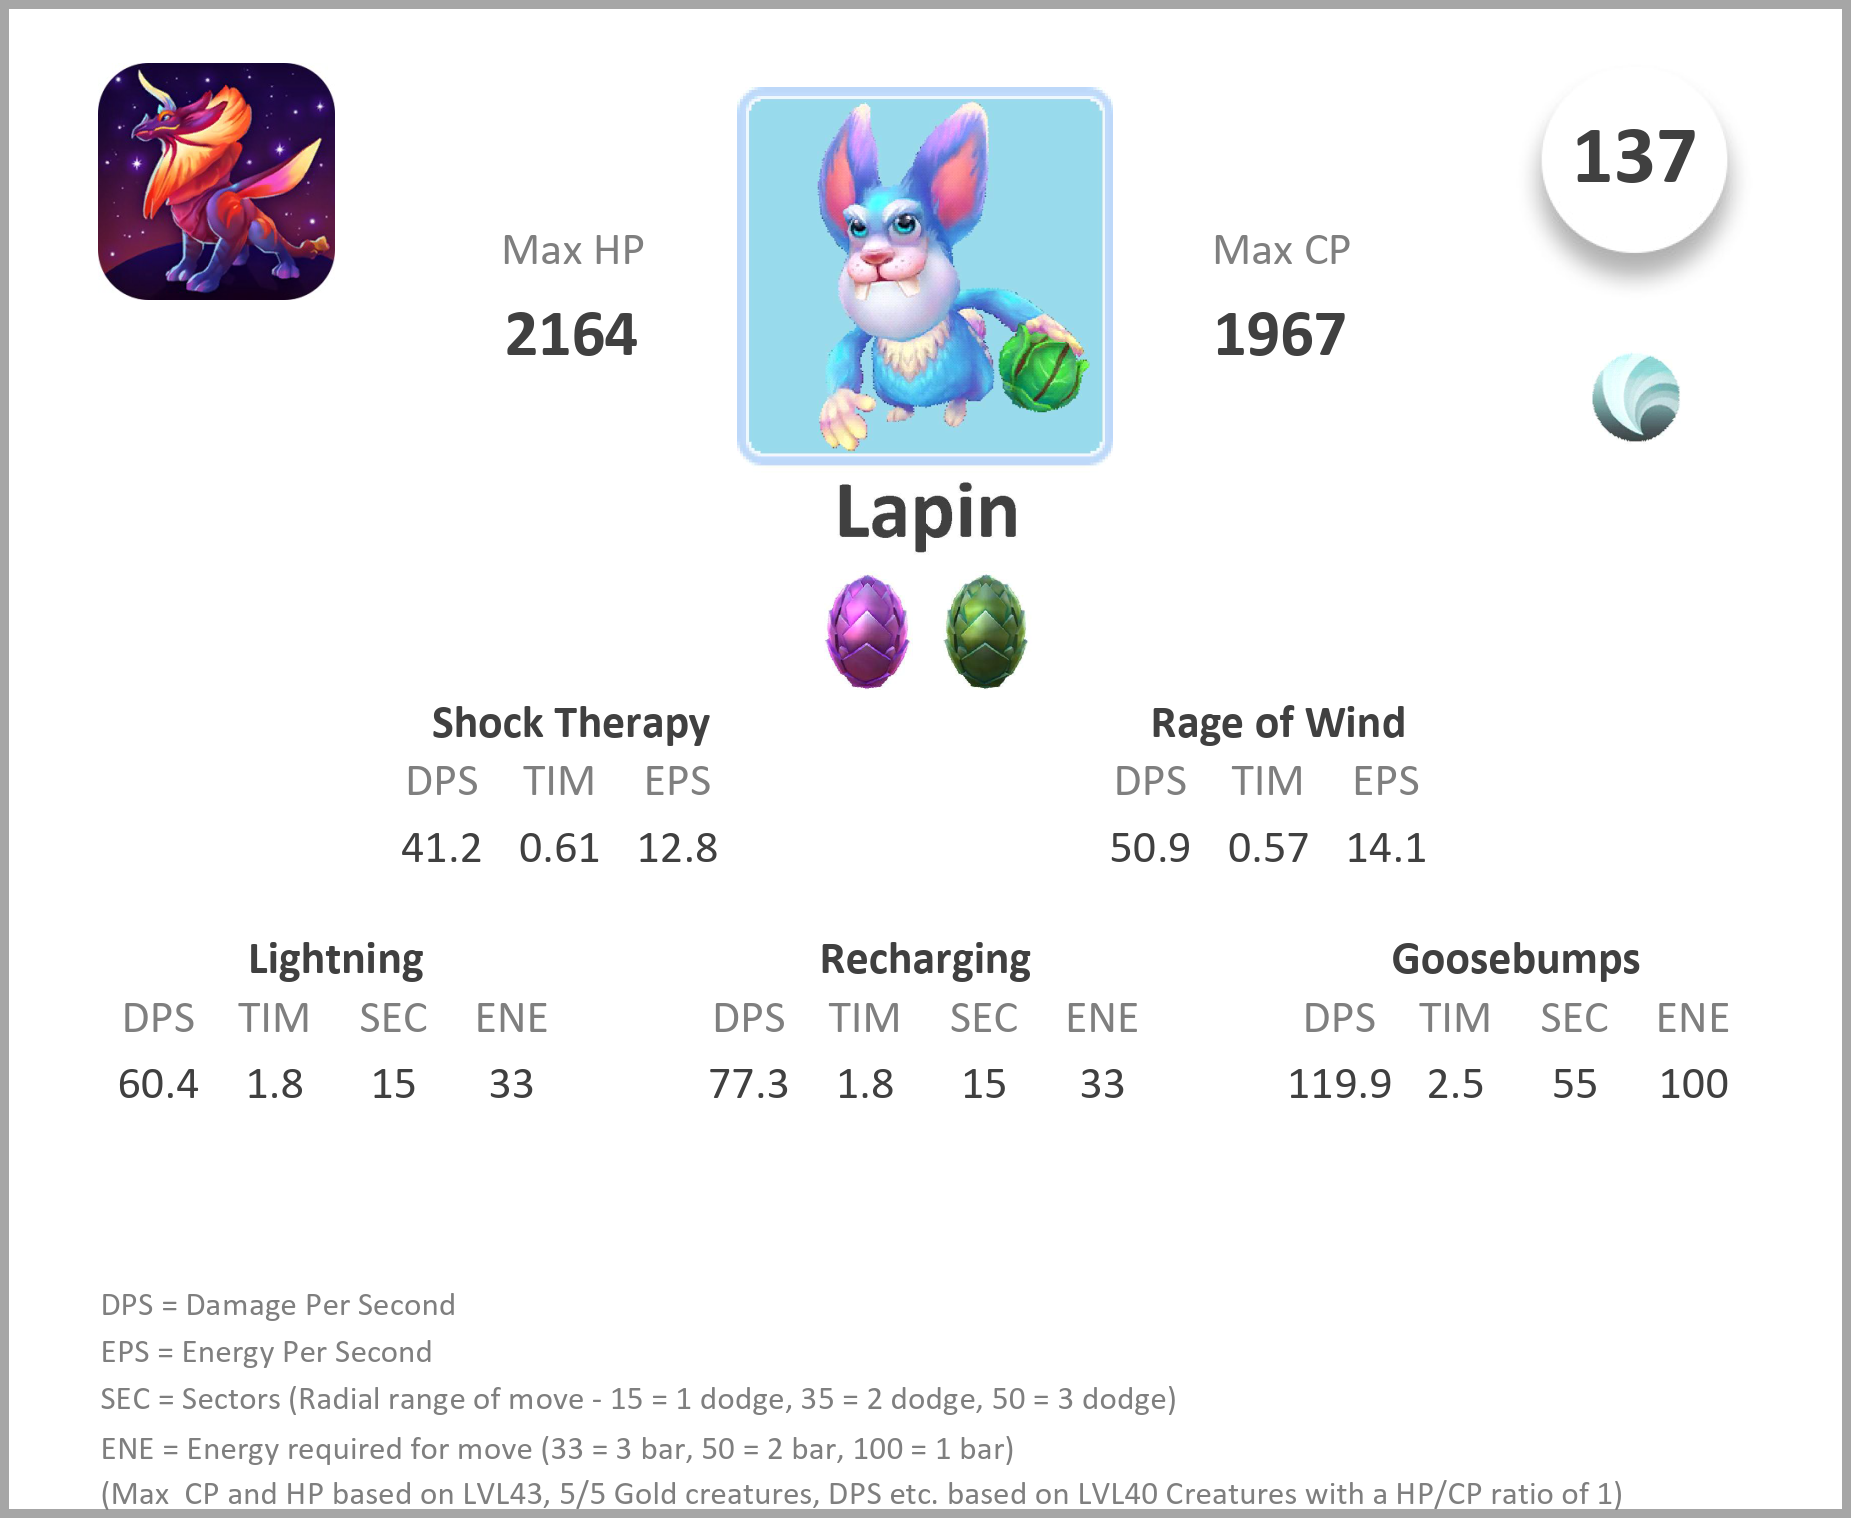 137
Max HP
Max CP
2164
1967
Lapin
Shock Therapy
Rage of Wind
DPS TIM EPS
DPS TIM EPS
41.2 0.61 12.8
50.9 0.57 14.1
Lightning
Recharging
Goosebumps
DPS TIM SEC ENE
DPS TIM SEC ENE
DPS TIM SEC ENE
60.4 1.8 15 33
77.3 1.8 15 33
119.9 2.5 55 100
DPS = Damage Per Second
EPS = Energy Per Second
SEC = Sectors (Radial range of move - 15 = 1 dodge, 35 = 2 dodge, 50 = 3 dodge)
ENE = Energy required for move (33 = 3 bar, 50 = 2 bar, 100 = 1 bar)
(Max  CP and HP based on LVL43, 5/5 Gold creatures, DPS etc. based on LVL40 Creatures with a HP/CP ratio of 1)